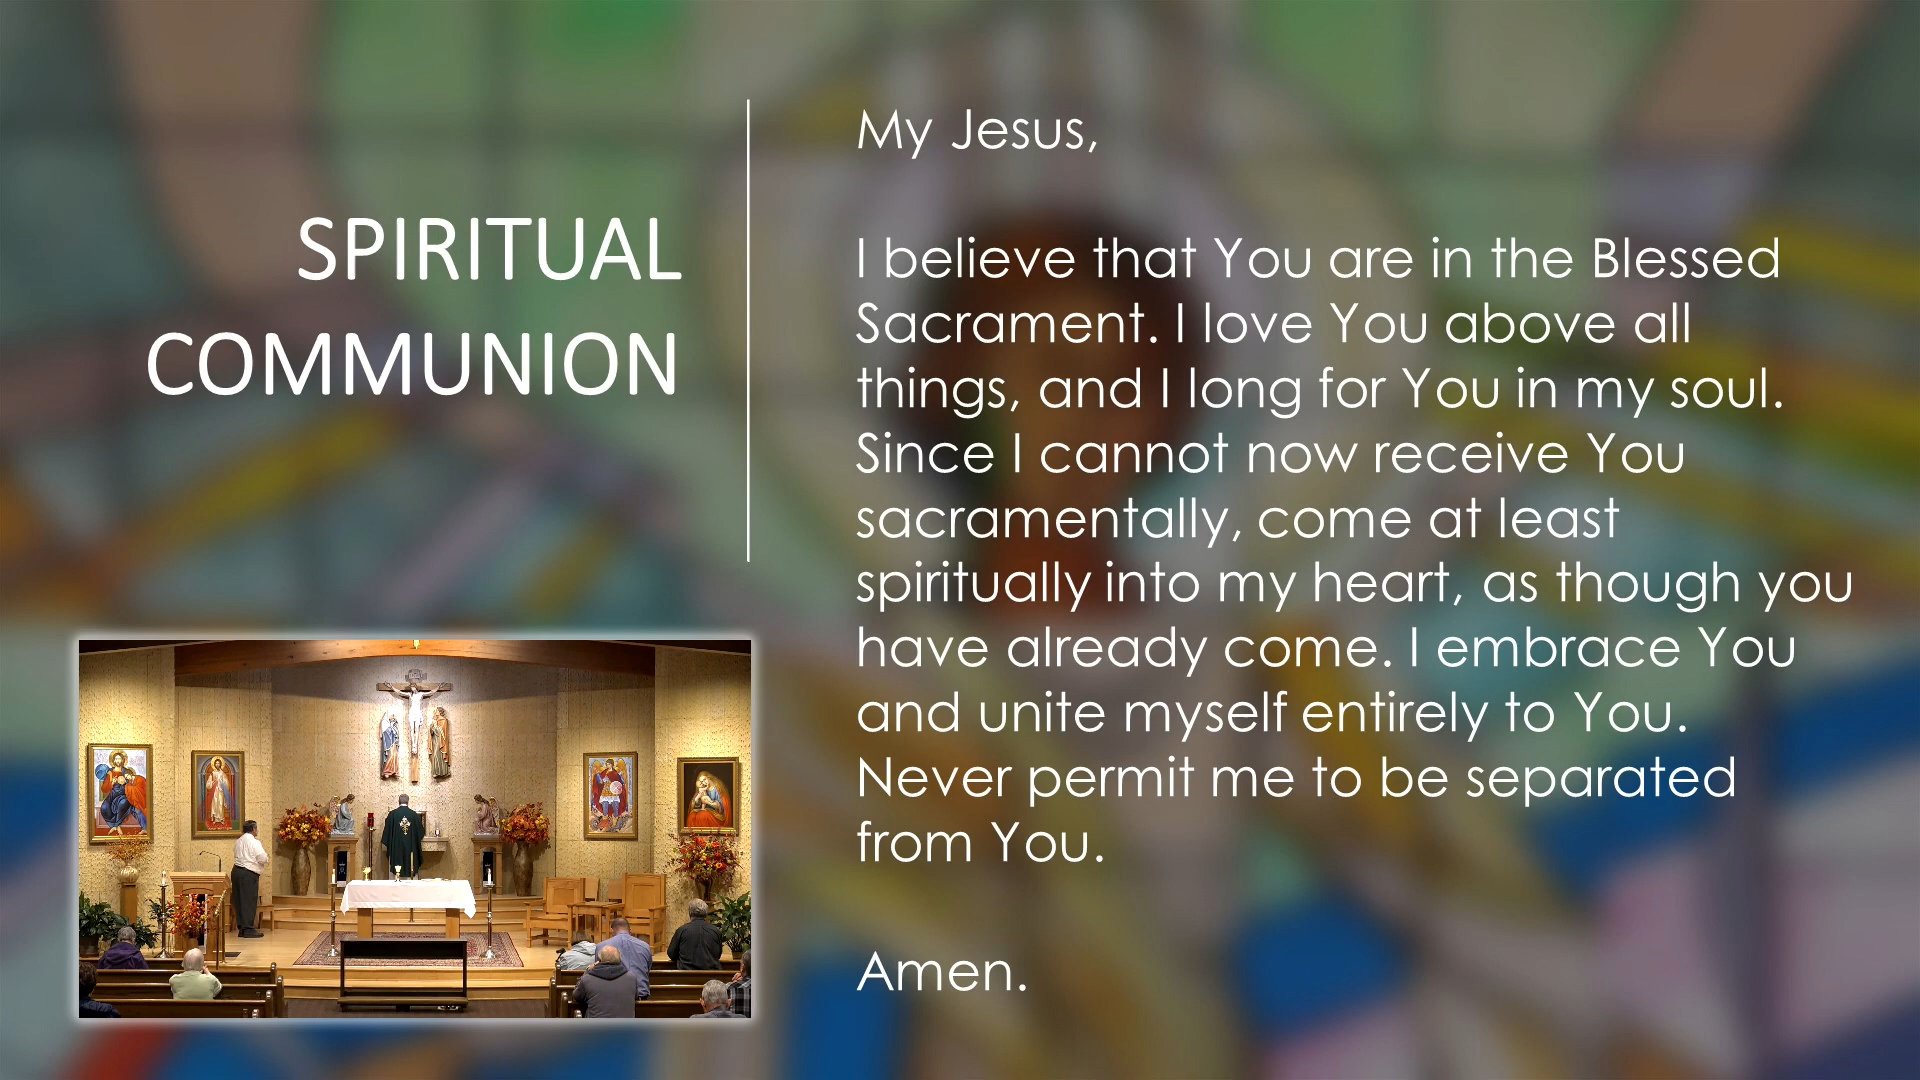 SPIRITUAL
COMMUNION
My Jesus,
I believe that You are in the Blessed
Sacrament. I love You above all
things, and I long for You in my soul.
Since I cannot now receive You
sacramentally, come at least
spiritually into my heart, as though you
have already come. I embrace You
and unite myself entirely to You.
Never permit me to be separated
from You.
Amen.